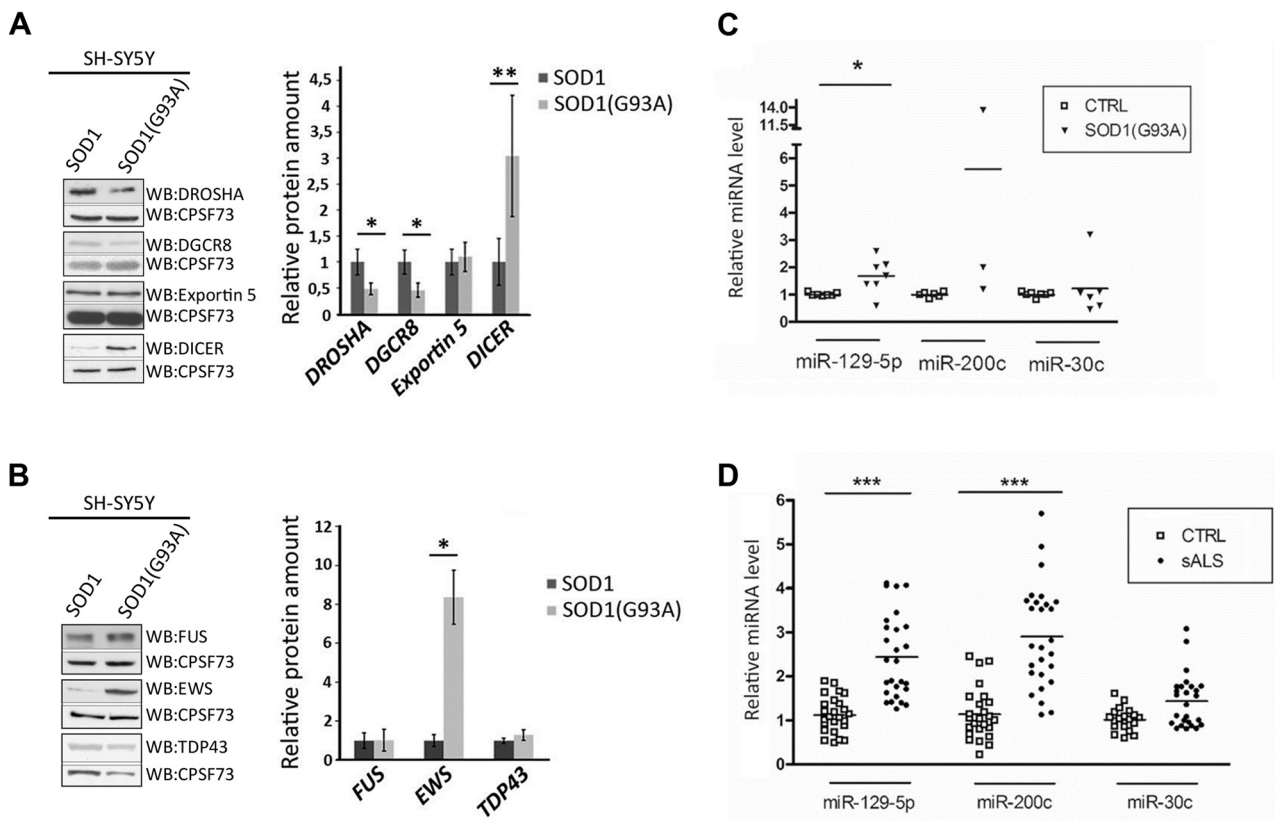 A
SH-SY5Y
SOD1
SOD1(G93A)
WB:DROSHA
WB:CPSF73
WB:DGCR8
WB:CPSF73
WB:Exportin 5
WB:CPSF73
WB:DICER
WB:CPSF73
Relative protein amount
4,5
4
3,5
3
2,5
2
1,5
1
0,5
0
*
*
**
SOD1
SOD1(G93A)
DROSHA
DGCR8
Exportin 5
DICER
C
Relative miRNA level
14.0
11.5
6
5
4
3
2
1
0
*
CTRL
SOD1(G93A)
miR-129-5p
miR-200c
miR-30c
B
SH-SY5Y
SOD1
SOD1(G93A)
WB:FUS
WB:CPSF73
WB:EWS
WB:CPSF73
WB:TDP43
WB:CPSF73
Relative protein amount
12
10
8
6
4
2
0
*
SOD1
SOD1(G93A)
FUS
EWS
TDP43
D
Relative miRNA level
6
5
4
3
2
1
0
***
***
CTRL
sALS
miR-129-5p
miR-200c
miR-30c